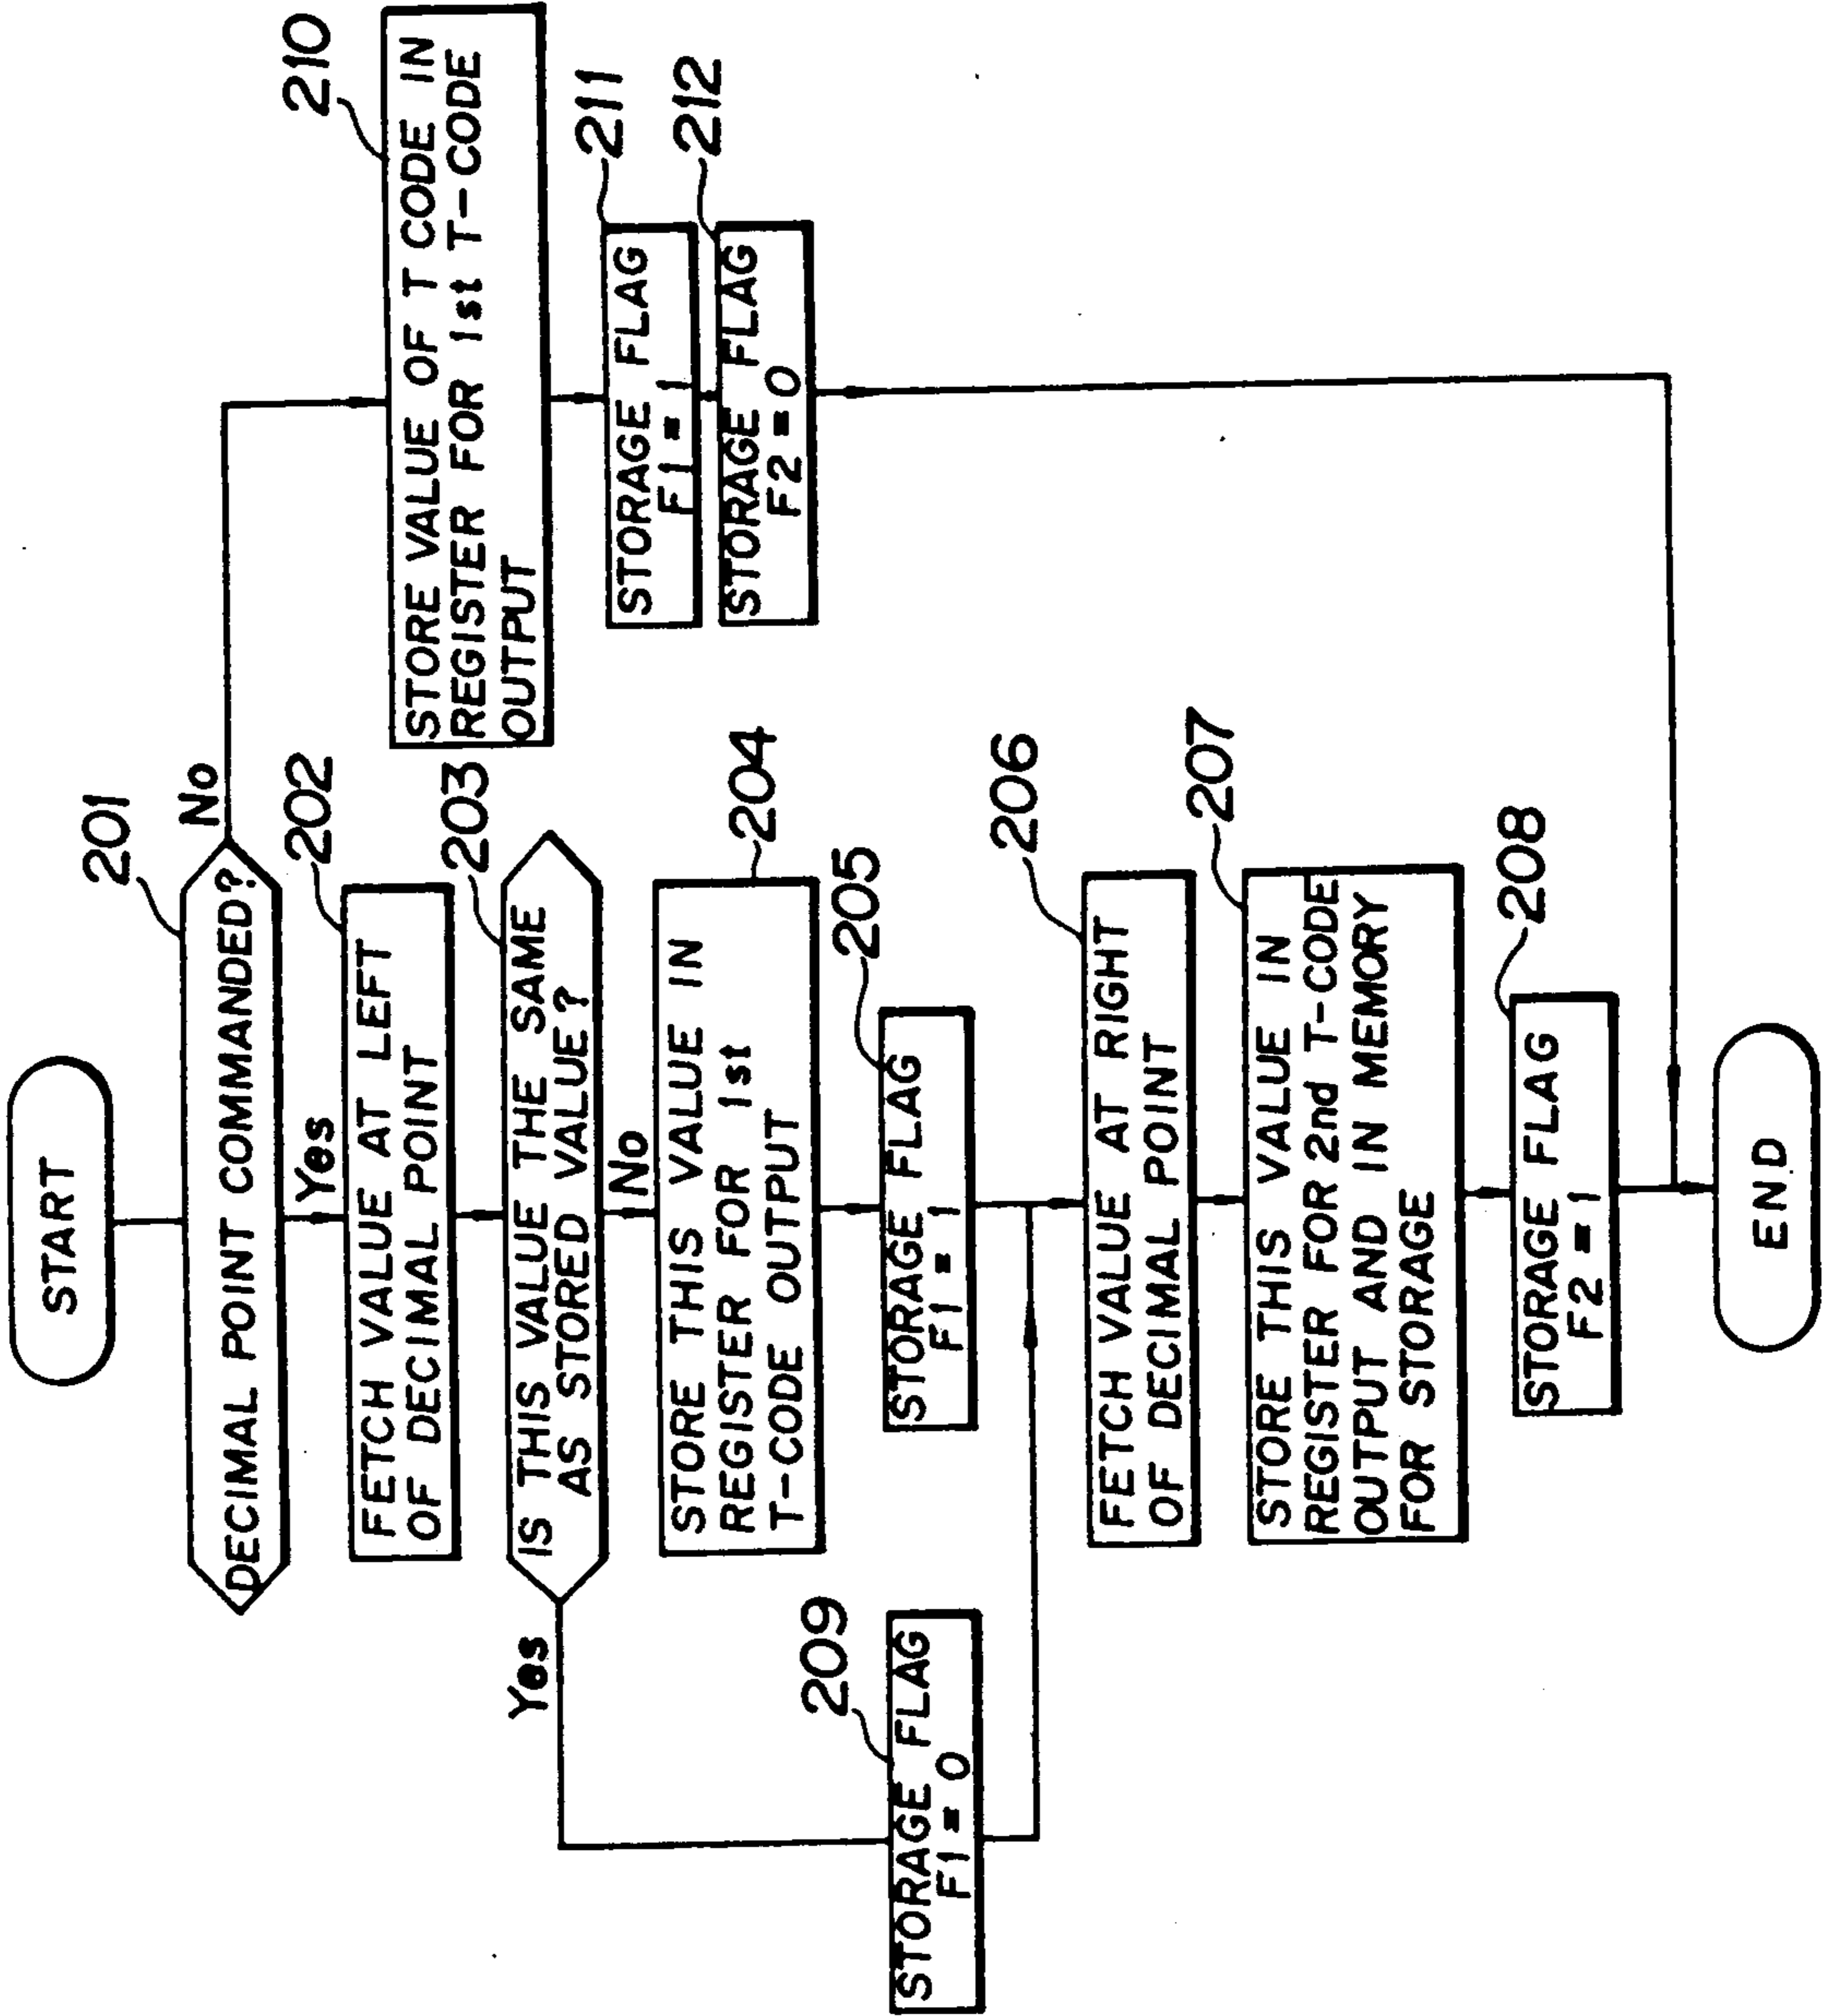 START
201
DECIMAL POINT COMMANDED?
No
Yes
202
FETCH VALUE AT LEFT
OF DECIMAL POINT
203
IS THIS VALUE THE SAME
AS STORED VALUE?
Yes
No
204
STORE THIS VALUE IN
REGISTER FOR 1st
T-CODE OUTPUT
205
STORAGE FLAG
F1 = 1
209
STORAGE FLAG
F1 = 0
206
FETCH VALUE AT RIGHT
OF DECIMAL POINT
207
STORE THIS VALUE IN
REGISTER FOR 2nd T-CODE
OUTPUT AND IN MEMORY
FOR STORAGE
208
STORAGE FLAG
F2 = 1
END
210
STORE VALUE OF T CODE IN
REGISTER FOR 1st T-CODE
OUTPUT
211
STORAGE FLAG
F1 = 1
212
STORAGE FLAG
F2 = 0